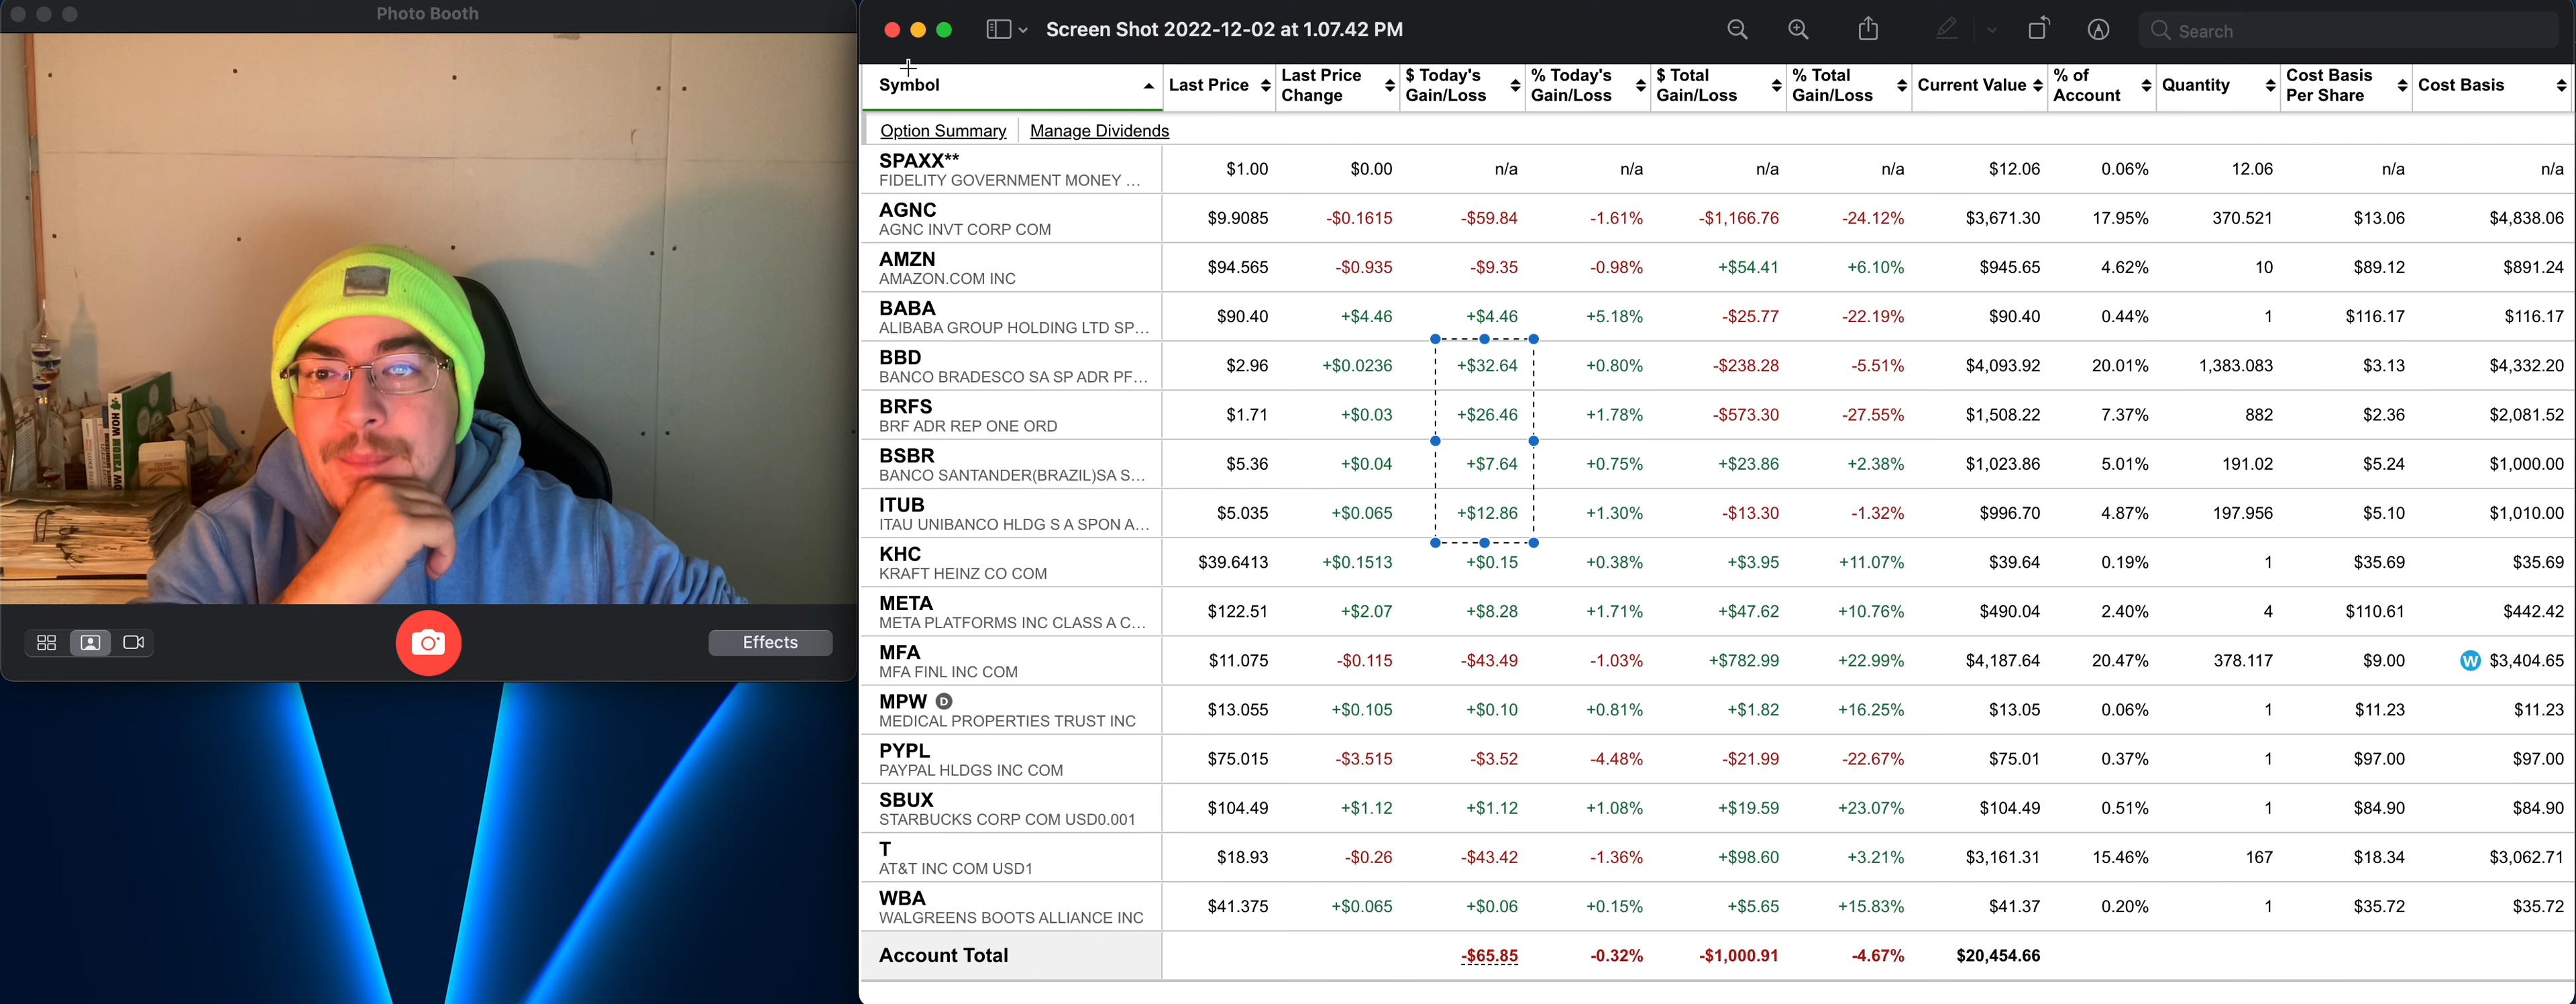 Photo Booth
HOW MONEY
Effects
Screen Shot 2022-12-02 at 1.07.42 PM
Search
Symbol Last Price Last Price Change $ Today's Gain/Loss % Today's Gain/Loss $ Total Gain/Loss % Total Gain/Loss Current Value % of Account Quantity Cost Basis Per Share Cost Basis
Option Summary Manage Dividends
SPAXX** $1.00 $0.00 n/a n/a n/a n/a $12.06 0.06% 12.06 n/a n/a
FIDELITY GOVERNMENT MONEY ...
AGNC $9.9085 -$0.1615 -$59.84 -1.61% -$1,166.76 -24.12% $3,671.30 17.95% 370.521 $13.06 $4,838.06
AGNC INVT CORP COM
AMZN $94.565 -$0.935 -$9.35 -0.98% +$54.41 +6.10% $945.65 4.62% 10 $89.12 $891.24
AMAZON.COM INC
BABA $90.40 +$4.46 +$4.46 +5.18% -$25.77 -22.19% $90.40 0.44% 1 $116.17 $116.17
ALIBABA GROUP HOLDING LTD SP...
BBD $2.96 +$0.0236 +$32.64 +0.80% -$238.28 -5.51% $4,093.92 20.01% 1,383.083 $3.13 $4,332.20
BANCO BRADESCO SA SP ADR PF...
BRFS $1.71 +$0.03 +$26.46 +1.78% -$573.30 -27.55% $1,508.22 7.37% 882 $2.36 $2,081.52
BRF ADR REP ONE ORD
BSBR $5.36 +$0.04 +$7.64 +0.75% +$23.86 +2.38% $1,023.86 5.01% 191.02 $5.24 $1,000.00
BANCO SANTANDER(BRAZIL)SA S...
ITUB $5.035 +$0.065 +$12.86 +1.30% -$13.30 -1.32% $996.70 4.87% 197.956 $5.10 $1,010.00
ITAU UNIBANCO HLDG S A SPON A...
KHC $39.6413 +$0.1513 +$0.15 +0.38% +$3.95 +11.07% $39.64 0.19% 1 $35.69 $35.69
KRAFT HEINZ CO COM
META $122.51 +$2.07 +$8.28 +1.71% +$47.62 +10.76% $490.04 2.40% 4 $110.61 $442.42
META PLATFORMS INC CLASS A C...
MFA $11.075 -$0.115 -$43.49 -1.03% +$782.99 +22.99% $4,187.64 20.47% 378.117 $9.00 W $3,404.65
MFA FINL INC COM
MPW D $13.055 +$0.105 +$0.10 +0.81% +$1.82 +16.25% $13.05 0.06% 1 $11.23 $11.23
MEDICAL PROPERTIES TRUST INC
PYPL $75.015 -$3.515 -$3.52 -4.48% -$21.99 -22.67% $75.01 0.37% 1 $97.00 $97.00
PAYPAL HLDGS INC COM
SBUX $104.49 +$1.12 +$1.12 +1.08% +$19.59 +23.07% $104.49 0.51% 1 $84.90 $84.90
STARBUCKS CORP COM USD0.001
T $18.93 -$0.26 -$43.42 -1.36% +$98.60 +3.21% $3,161.31 15.46% 167 $18.34 $3,062.71
AT&T INC COM USD1
WBA $41.375 +$0.065 +$0.06 +0.15% +$5.65 +15.83% $41.37 0.20% 1 $35.72 $35.72
WALGREENS BOOTS ALLIANCE INC
Account Total -$65.85 -0.32% -$1,000.91 -4.67% $20,454.66